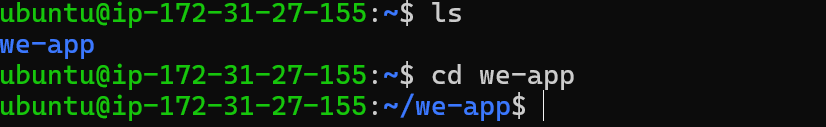 ubuntu@ip-172-31-27-155:~$ ls
we-app
ubuntu@ip-172-31-27-155:~$ cd we-app
ubuntu@ip-172-31-27-155:~/we-app$